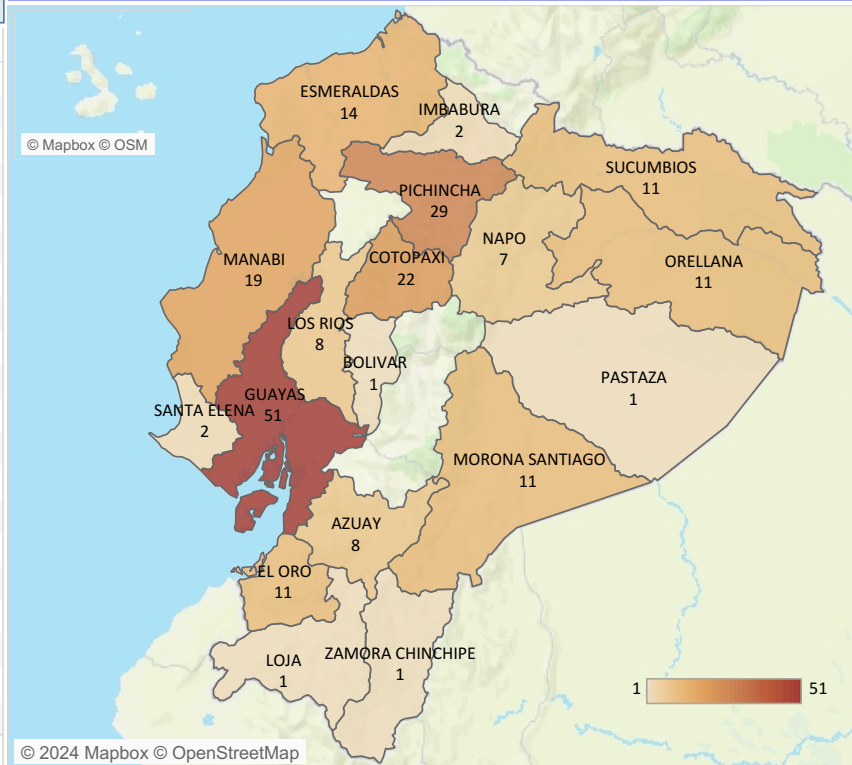 © Mapbox © OSM
ESMERALDAS
14
IMBABURA
2
SUCUMBIOS
11
PICHINCHA
29
NAPO
7
MANABI
19
COTOPAXI
22
ORELLANA
11
LOS RIOS
8
BOLIVAR
1
PASTAZA
1
SANTA ELENA
2
GUAYAS
51
MORONA SANTIAGO
11
AZUAY
8
EL ORO
11
LOJA
1
ZAMORA CHINCHIPE
1
1
51
© 2024 Mapbox © OpenStreetMap